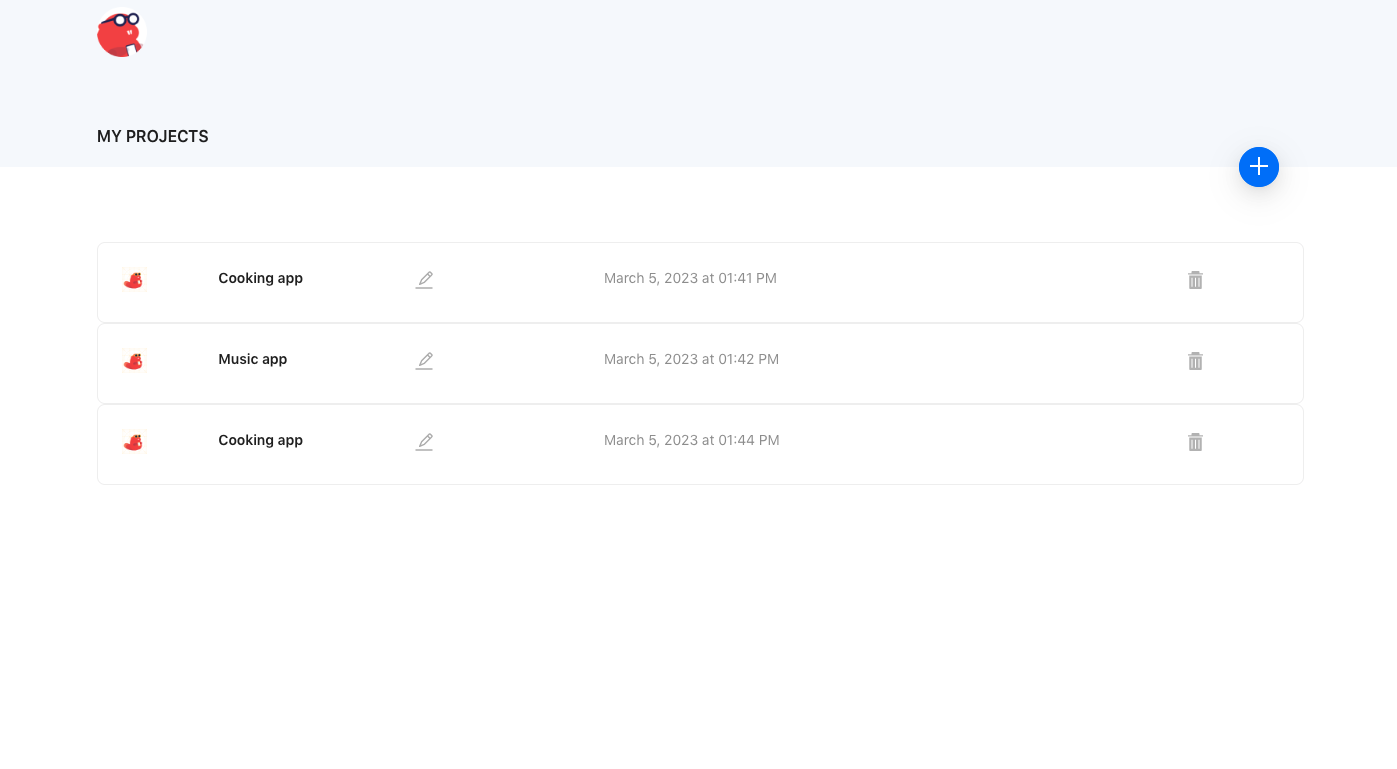 MY PROJECTS
Cooking app March 5, 2023 at 01:41 PM
Music app March 5, 2023 at 01:42 PM
Cooking app March 5, 2023 at 01:44 PM